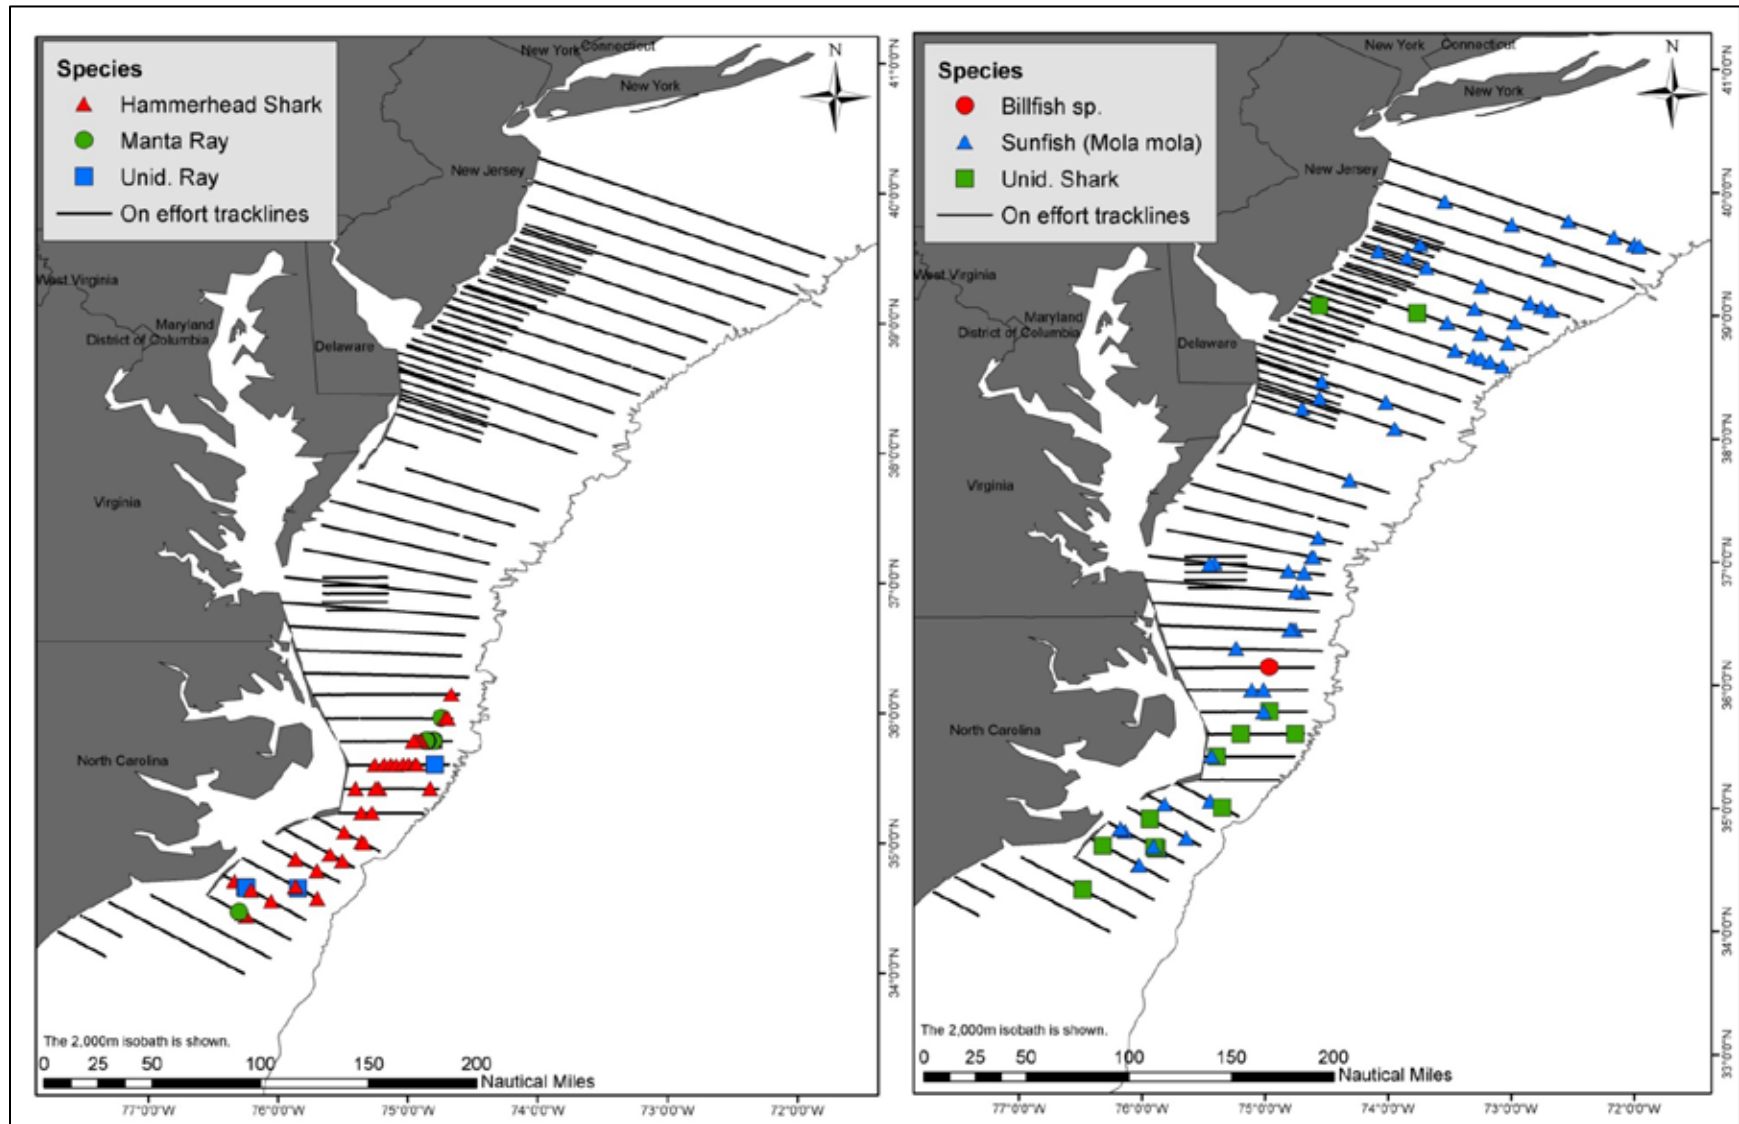 Species
Hammerhead Shark
Manta Ray
Unid. Ray
On effort tracklines
New York
Connecticut
New York
N
New Jersey
West Virginia
Maryland
District of Columbia
Delaware
Virginia
North Carolina
41°0'0"N
40°0'0"N
39°0'0"N
38°0'0"N
37°0'0"N
36°0'0"N
35°0'0"N
34°0'0"N
The 2,000m isobath is shown.
0 25 50 100 150 200
Nautical Miles
77°0'0"W 76°0'0"W 75°0'0"W 74°0'0"W 73°0'0"W 72°0'0"W
Species
Billfish sp.
Sunfish (Mola mola)
Unid. Shark
On effort tracklines
New York
Connecticut
New York
N
New Jersey
West Virginia
Maryland
District of Columbia
Delaware
Virginia
North Carolina
41°0'0"N
40°0'0"N
39°0'0"N
38°0'0"N
37°0'0"N
36°0'0"N
35°0'0"N
34°0'0"N
33°0'0"N
The 2,000m isobath is shown.
0 25 50 100 150 200
Nautical Miles
77°0'0"W 76°0'0"W 75°0'0"W 74°0'0"W 73°0'0"W 72°0'0"W